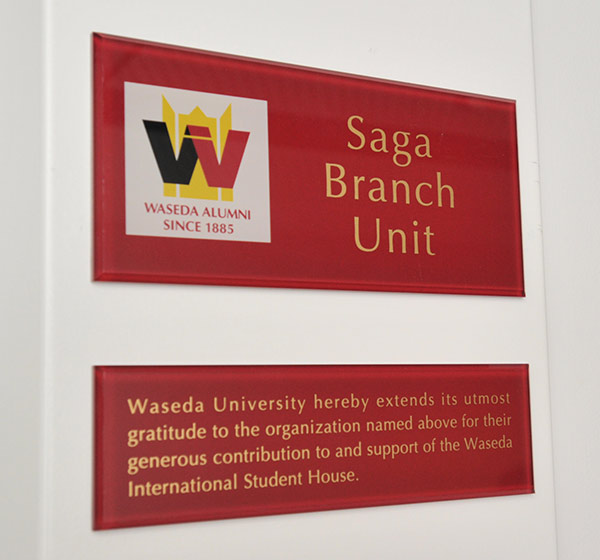 W
WASEDA ALUMNI
SINCE 1885
Saga
Branch
Unit
Waseda University hereby extends its utmost
gratitude to the organization named above for their
generous contribution to and support of the Waseda
International Student House.